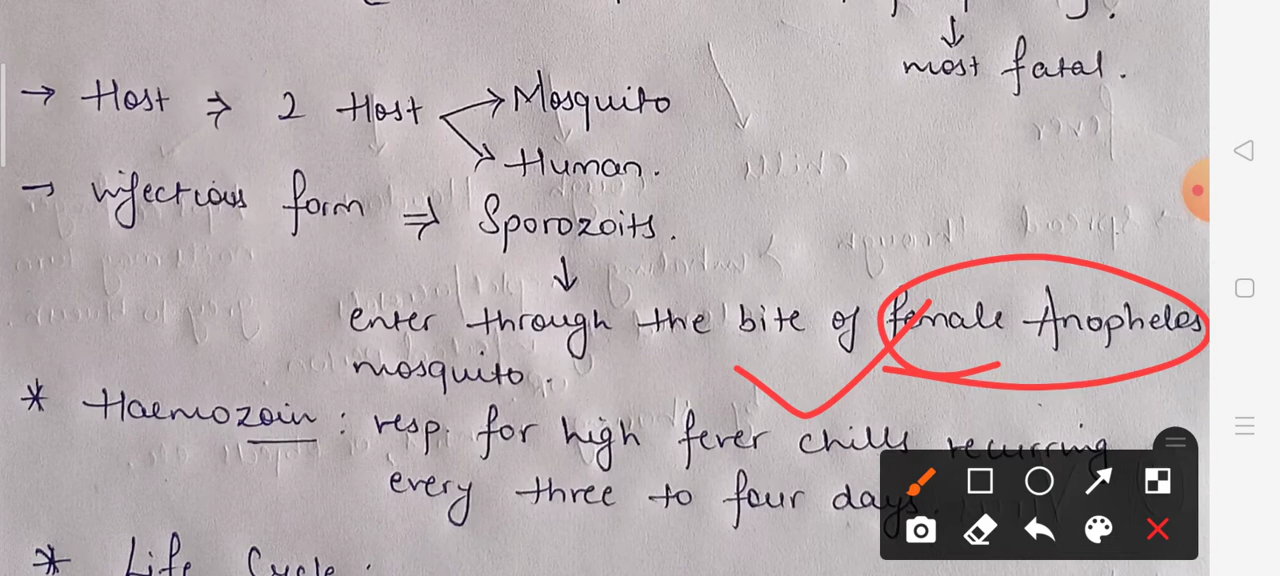 ↓
most fatal.
→ Host ⇒ 2 Host → Mosquito
→ Human.
→ infectious form ⇒ Sporozoits.
↓
enter through the bite of female Anopheles
mosquito.
* Haemozoin : resp. for high fever chills recurring
every three to four days.
* Life Cycle.